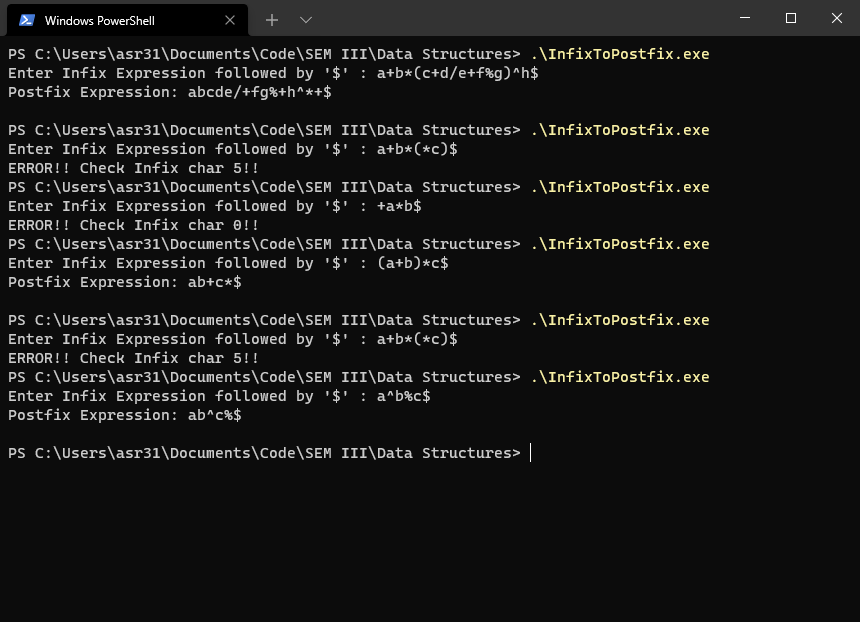 Windows PowerShell
PS C:\Users\asr31\Documents\Code\SEM III\Data Structures> .\InfixToPostfix.exe
Enter Infix Expression followed by '$' : a+b*(c+d/e+f%g)^h$
Postfix Expression: abcde/+fg%+h^*+$
PS C:\Users\asr31\Documents\Code\SEM III\Data Structures> .\InfixToPostfix.exe
Enter Infix Expression followed by '$' : a+b*(*c)$
ERROR!! Check Infix char 5!!
PS C:\Users\asr31\Documents\Code\SEM III\Data Structures> .\InfixToPostfix.exe
Enter Infix Expression followed by '$' : +a*b$
ERROR!! Check Infix char 0!!
PS C:\Users\asr31\Documents\Code\SEM III\Data Structures> .\InfixToPostfix.exe
Enter Infix Expression followed by '$' : (a+b)*c$
Postfix Expression: ab+c*$
PS C:\Users\asr31\Documents\Code\SEM III\Data Structures> .\InfixToPostfix.exe
Enter Infix Expression followed by '$' : a+b*(*c)$
ERROR!! Check Infix char 5!!
PS C:\Users\asr31\Documents\Code\SEM III\Data Structures> .\InfixToPostfix.exe
Enter Infix Expression followed by '$' : a^b%c$
Postfix Expression: ab^c%$
PS C:\Users\asr31\Documents\Code\SEM III\Data Structures>